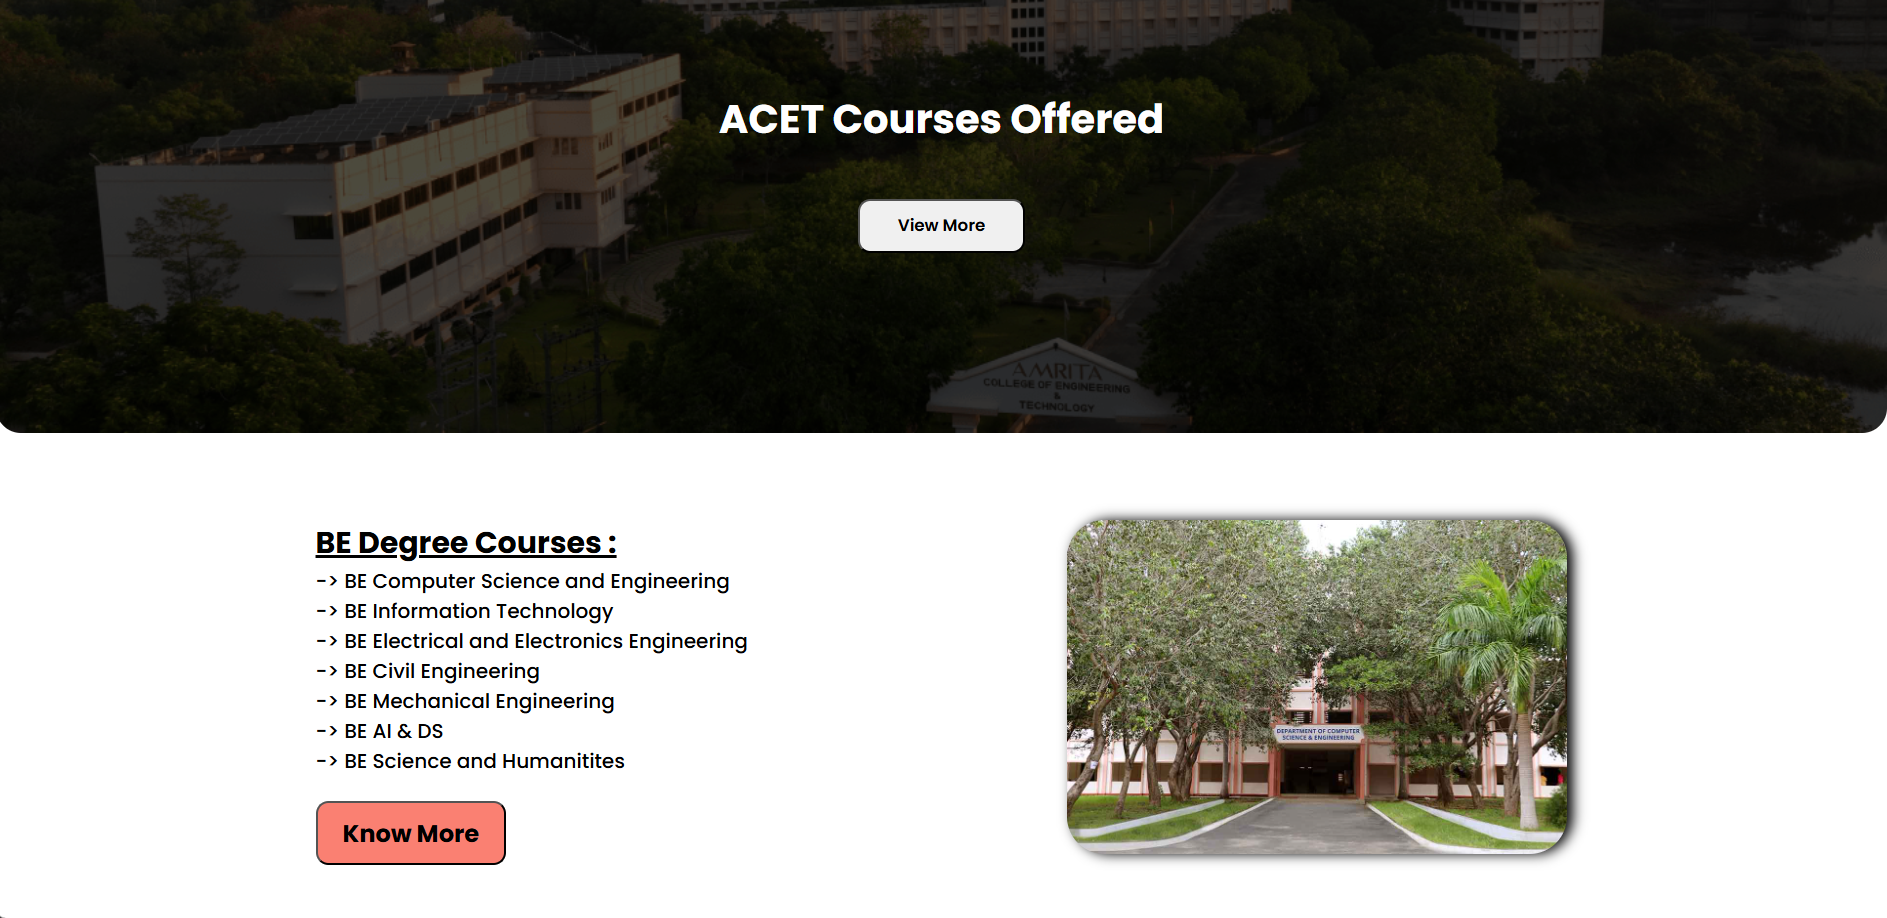 ACET Courses Offered
View More
AMRITA
COLLEGE OF ENGINEERING
&
TECHNOLOGY
BE Degree Courses :
-> BE Computer Science and Engineering
-> BE Information Technology
-> BE Electrical and Electronics Engineering
-> BE Civil Engineering
-> BE Mechanical Engineering
-> BE AI & DS
-> BE Science and Humanitites
Know More
DEPARTMENT OF COMPUTER
SCIENCE & ENGINEERING